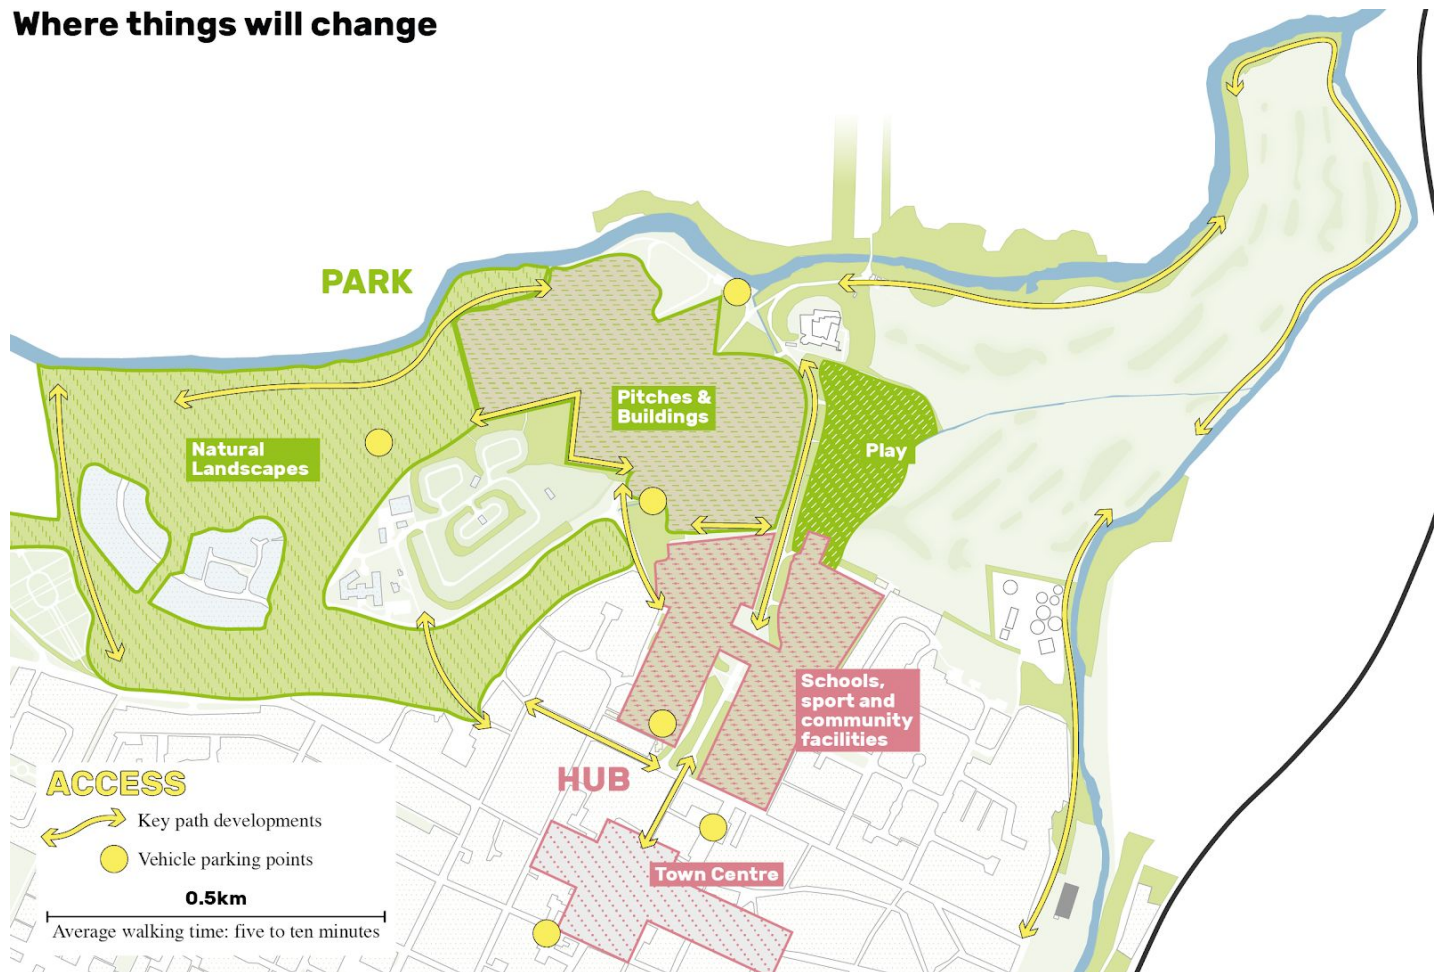 Where things will change
PARK
Pitches &
Buildings
Natural
Landscapes
Play
Schools,
sport and
community
facilities
HUB
Town Centre
ACCESS
Key path developments
Vehicle parking points
0.5km
Average walking time: five to ten minutes